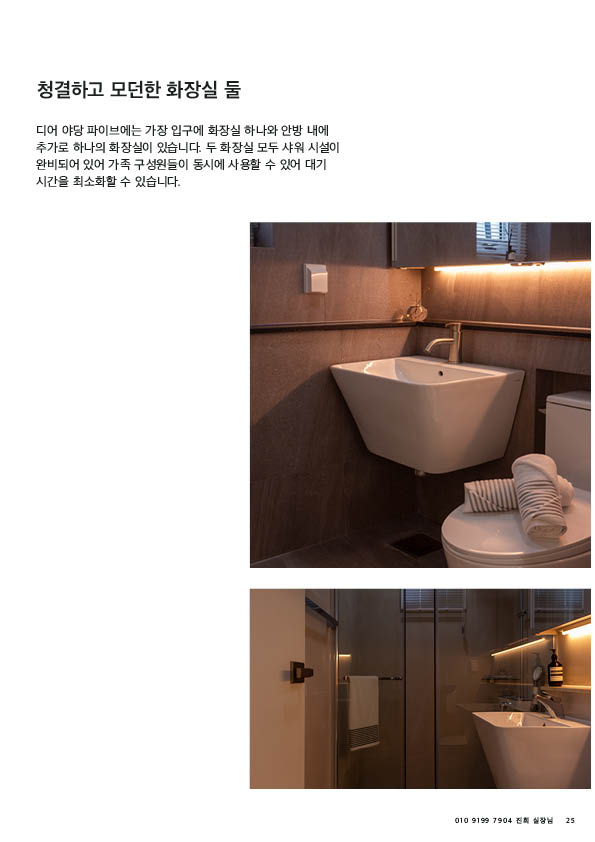 청결하고 모던한 화장실 둘
디어 야당 파이브에는 가장 입구에 화장실 하나와 안방 내에
추가로 하나의 화장실이 있습니다. 두 화장실 모두 샤워 시설이
완비되어 있어 가족 구성원들이 동시에 사용할 수 있어 대기
시간을 최소화할 수 있습니다.
010 9199 7904 진희 실장님 25